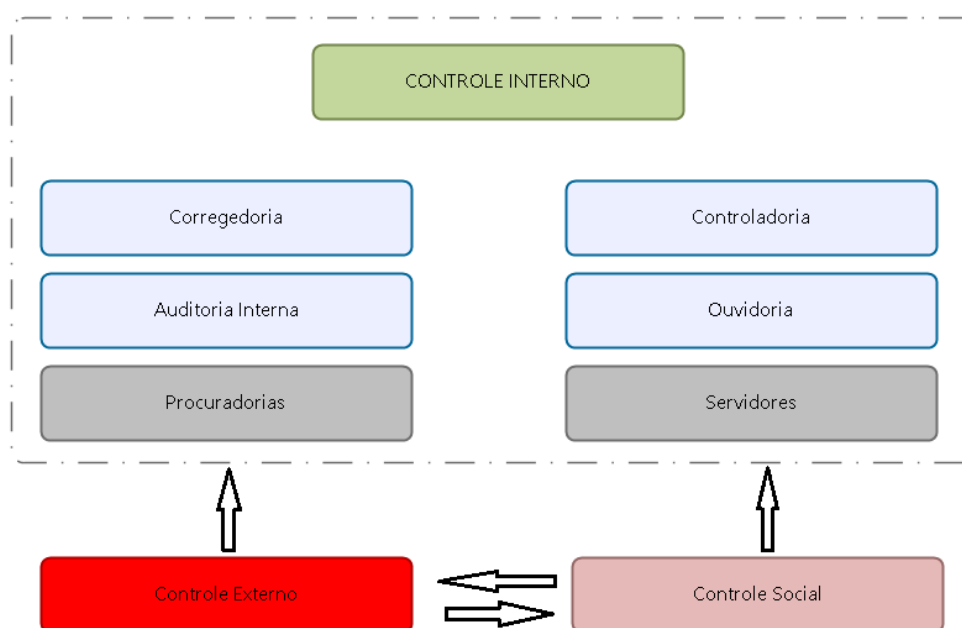 CONTROLE INTERNO
Corregedoria
Controladoria
Auditoria Interna
Ouvidoria
Procuradorias
Servidores
Controle Externo
Controle Social